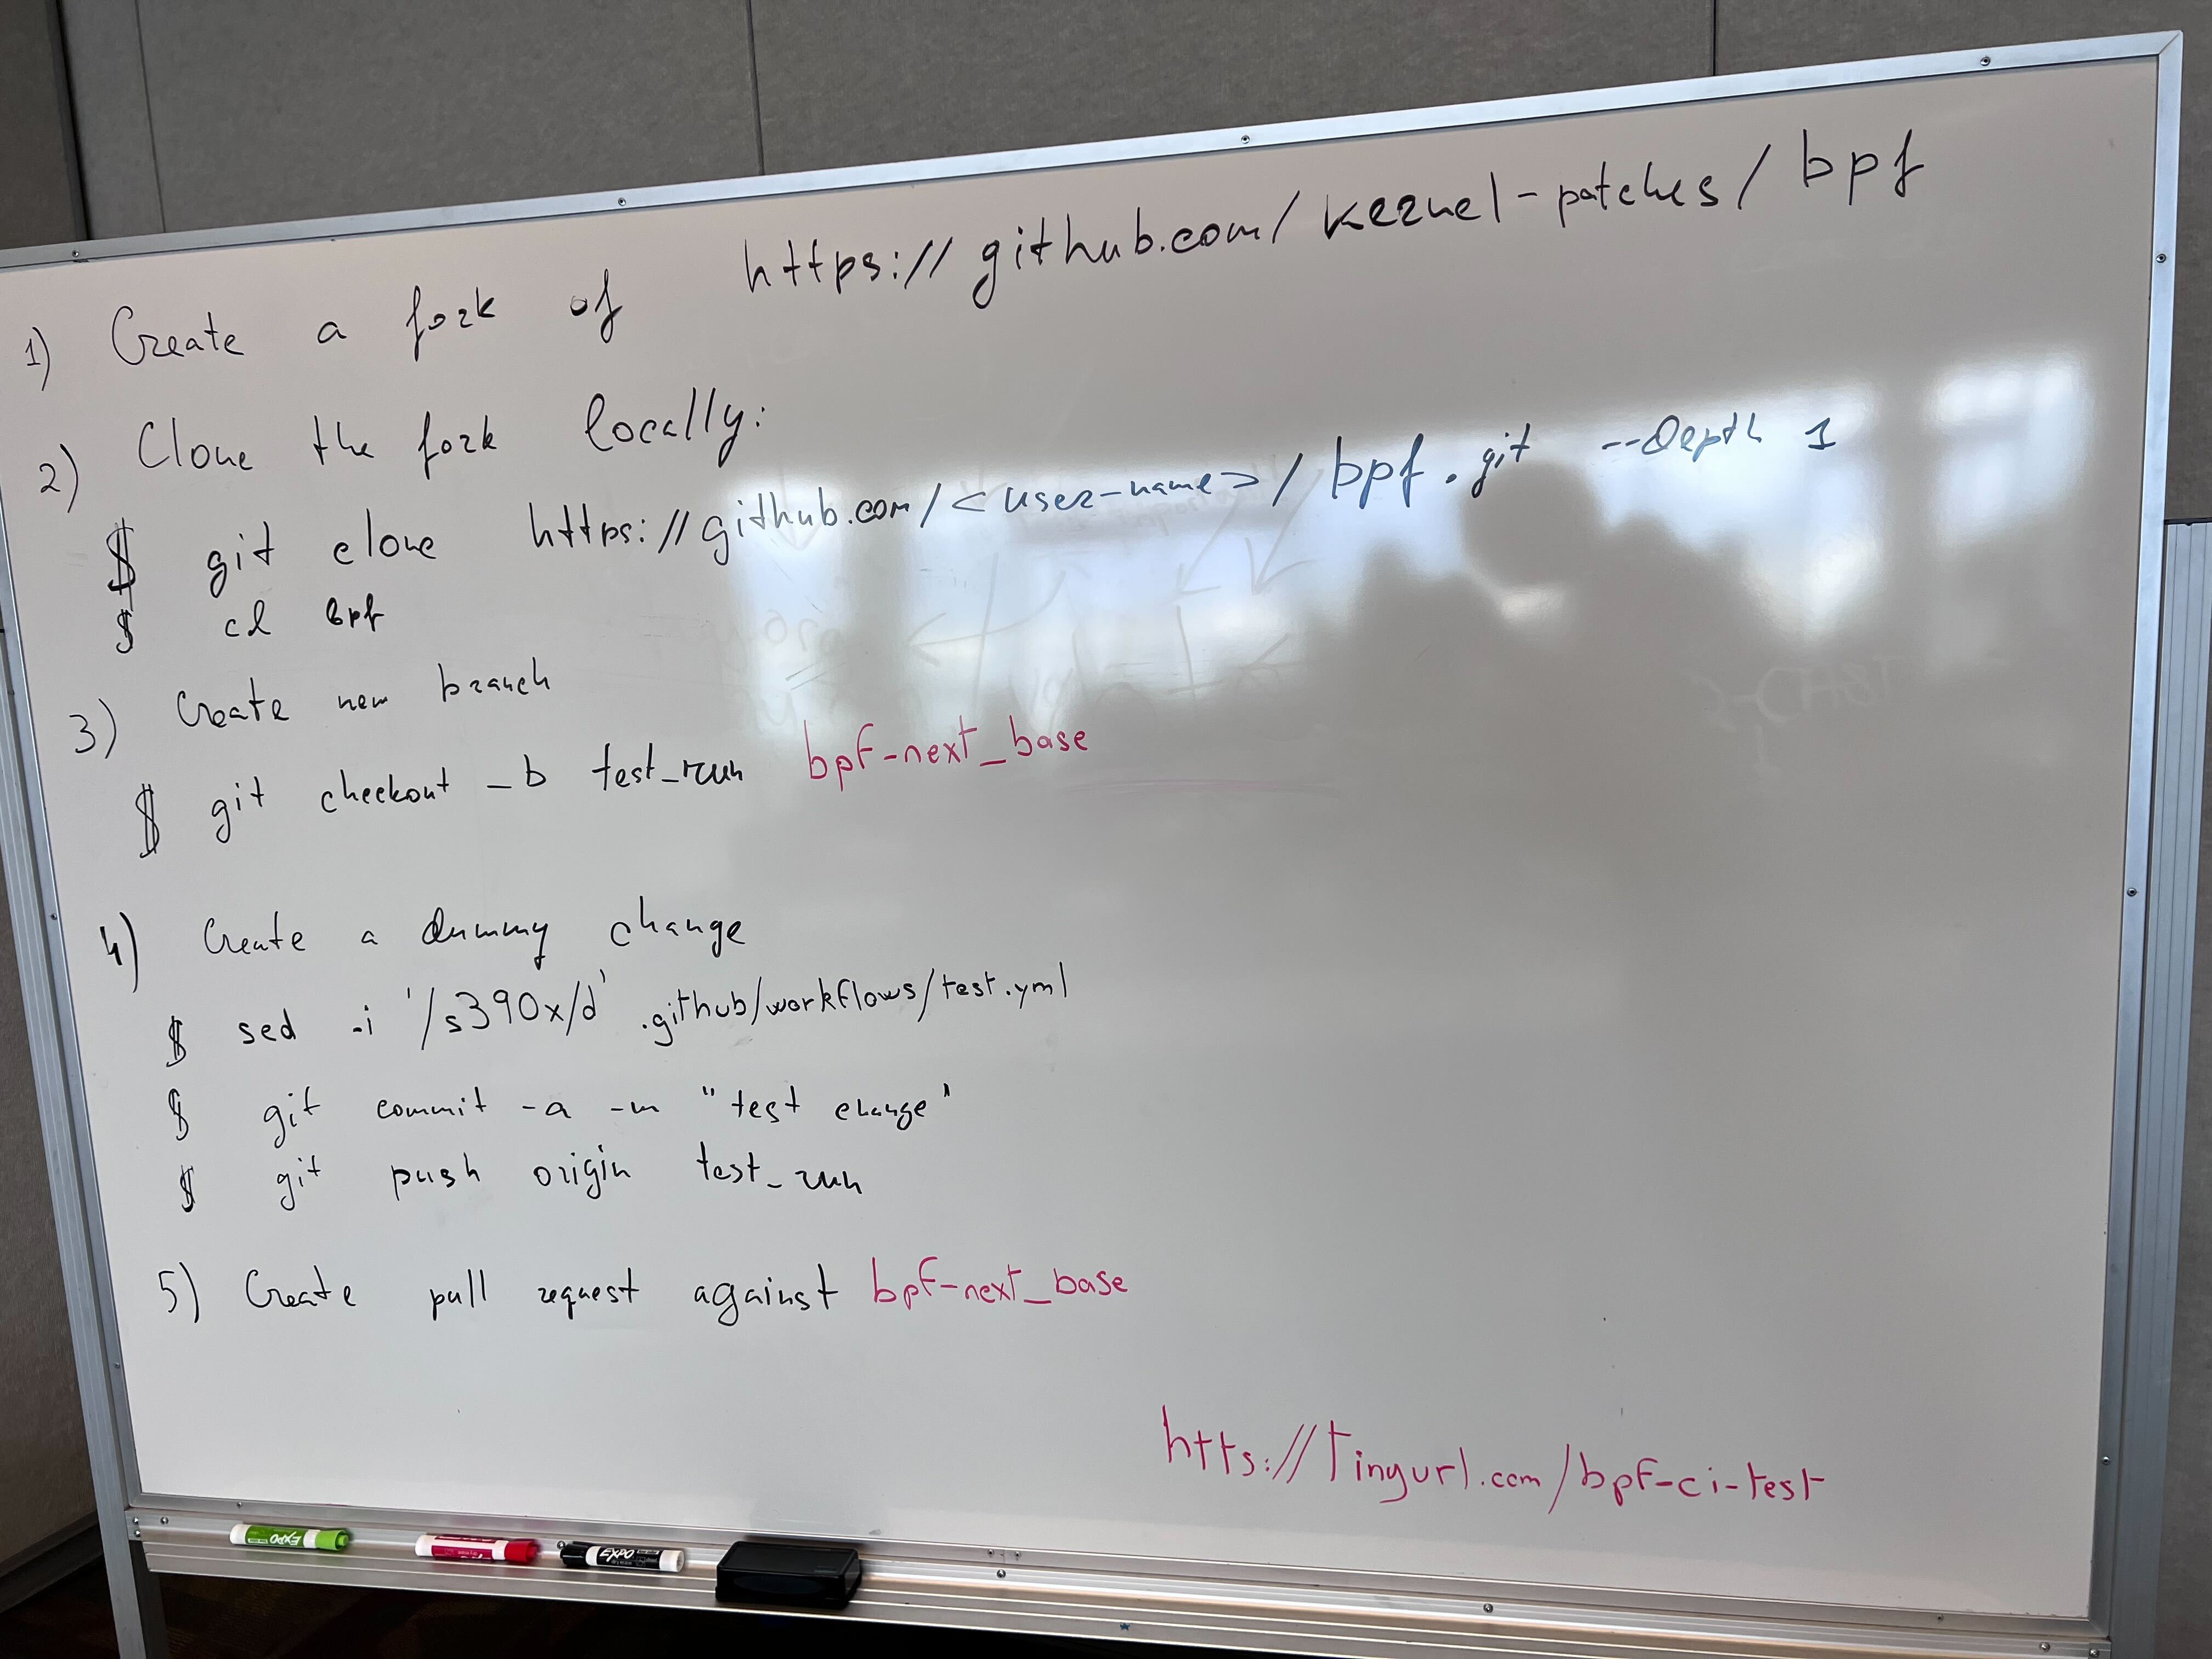 1) Create a fork of https://github.com/kernel-patches/bpf
2) Clone the fork locally:
$ git clone https://github.com/<user-name>/bpf.git --depth 1
$ cd bpf
3) Create new branch
$ git checkout -b test_run bpf-next_base
4) Create a dummy change
$ sed -i '/s390x/d' .github/workflows/test.yml
$ git commit -a -m "test change"
$ git push origin test_run
5) Create pull request against bpf-next_base
htts://tinyurl.com/bpf-ci-test
EXPO
EXPO